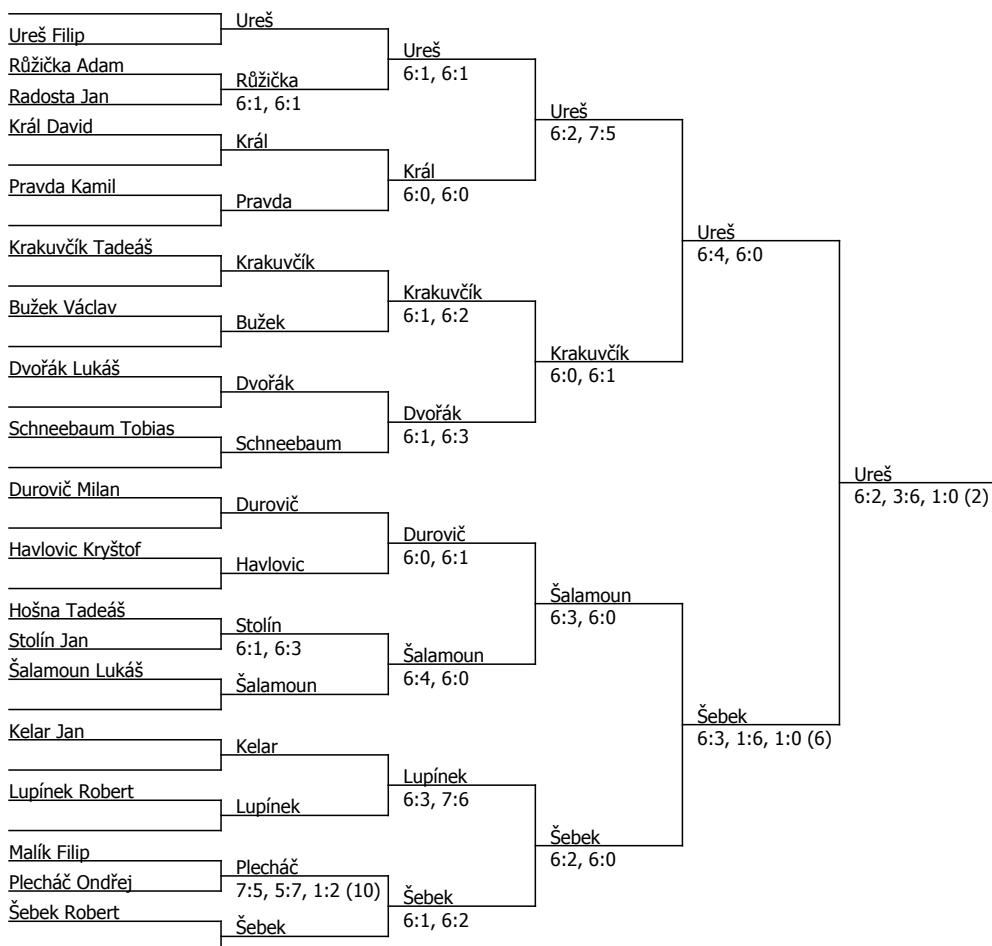 Ureš Filip
Růžička Adam
Radosta Jan
Král David
Pravda Kamil
Krakuvčík Tadeáš
Bužek Václav
Dvořák Lukáš
Schneebaum Tobias
Durovič Milan
Havlovic Kryštof
Hošna Tadeáš
Stolín Jan
Šalamoun Lukáš
Kelar Jan
Lupínek Robert
Malík Filip
Plecháč Ondřej
Šebek Robert
Ureš
Růžička
6:1, 6:1
Král
Pravda
Krakuvčík
Bužek
Dvořák
Schneebaum
Durovič
Havlovic
Stolín
6:1, 6:3
Šalamoun
Kelar
Lupínek
Plecháč
7:5, 5:7, 1:2 (10)
Šebek
Ureš
6:1, 6:1
Král
6:0, 6:0
Krakuvčík
6:1, 6:2
Dvořák
6:1, 6:3
Durovič
6:0, 6:1
Šalamoun
6:4, 6:0
Lupínek
6:3, 7:6
Šebek
6:1, 6:2
Ureš
6:2, 7:5
Krakuvčík
6:0, 6:1
Šalamoun
6:3, 6:0
Šebek
6:2, 6:0
Ureš
6:4, 6:0
Šebek
6:3, 1:6, 1:0 (6)
Ureš
6:2, 3:6, 1:0 (2)